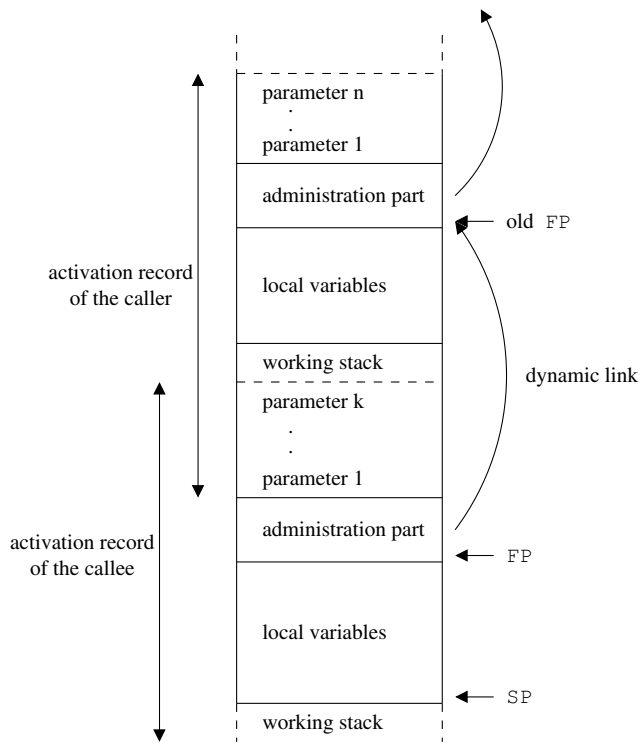 parameter n
.
.
parameter 1
administration part
old FP
activation record
of the caller
local variables
working stack
dynamic link
parameter k
.
.
parameter 1
activation record
of the callee
administration part
FP
local variables
SP
working stack